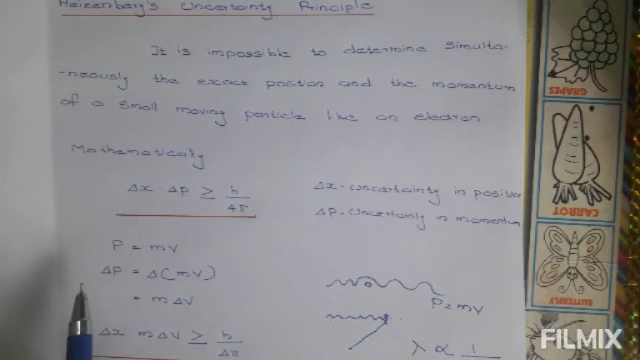 Heizenberg's Uncertainty Principle
It is impossible to determine simulta-
-neously the exact position and the momentum
of a small moving particle like an electron
Mathematically
Δx Δp ≥ h/4π
Δx - uncertainty in position
Δp - uncertainty in momentum
P = mv
Δp = Δ(mv)
= mΔv
Δx mΔv ≥ h/4π
P = mv
λ ∝ 1
GRAPES
CARROT
BUTTERFLY
FILMIX